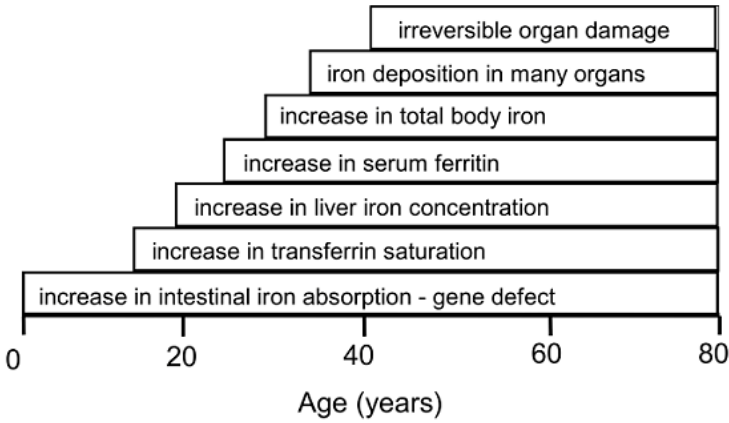 irreversible organ damage
iron deposition in many organs
increase in total body iron
increase in serum ferritin
increase in liver iron concentration
increase in transferrin saturation
increase in intestinal iron absorption - gene defect
0 20 40 60 80
Age (years)